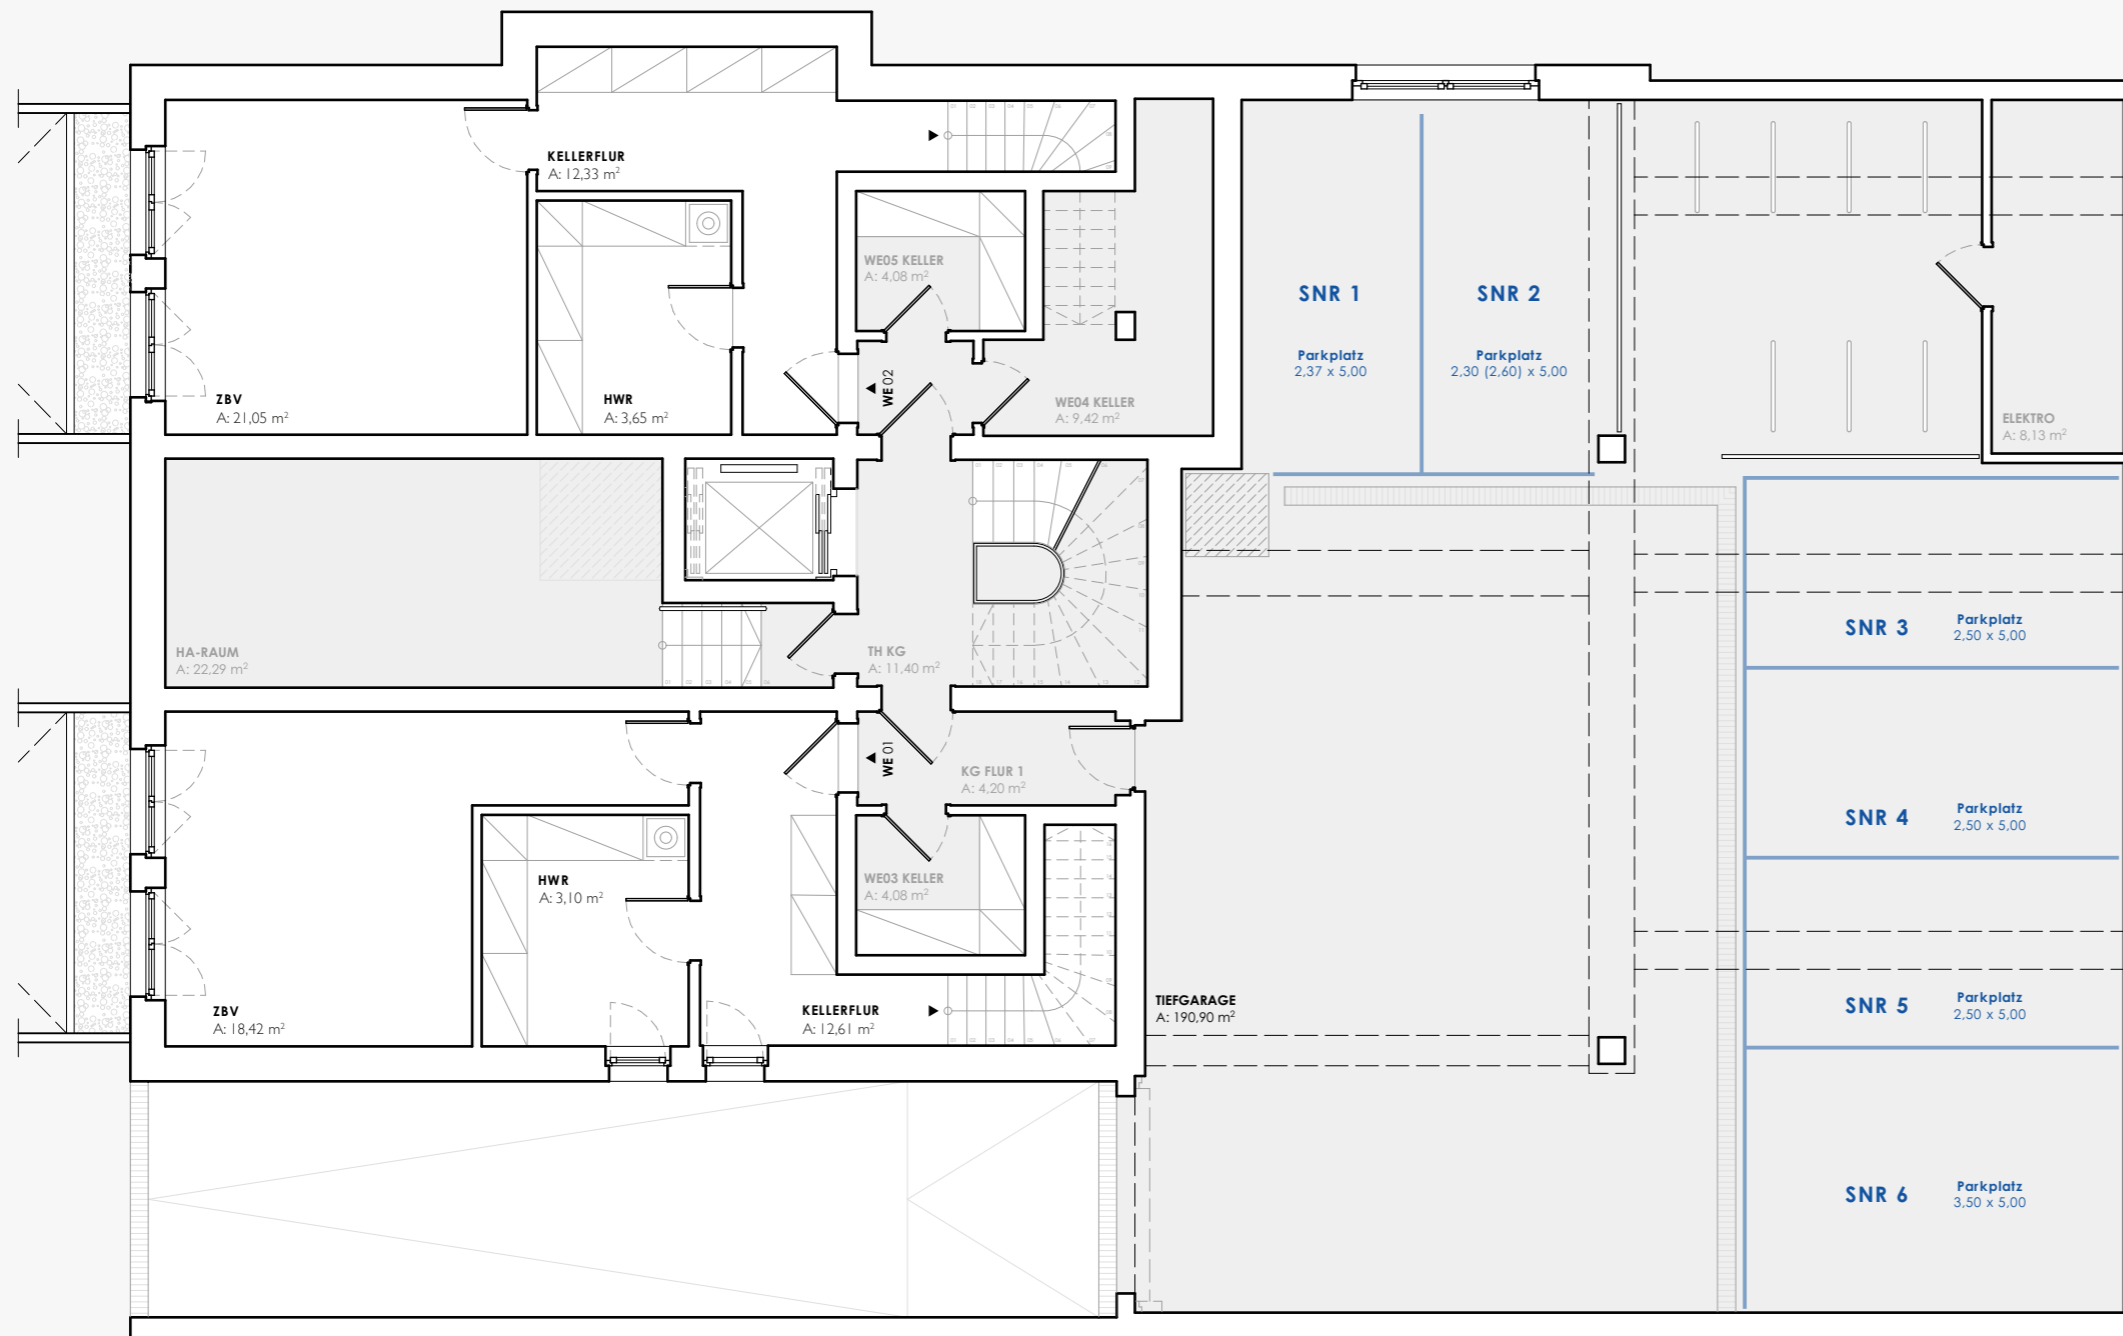 KELLERFLUR
A: 12,33 m²
WE05 KELLER
A: 4,08 m²
SNR 1
Parkplatz
2,37 x 5,00
SNR 2
Parkplatz
2,30 (2,60) x 5,00
ZBV
A: 21,05 m²
HWR
A: 3,65 m²
WE 02
WE04 KELLER
A: 9,42 m²
ELEKTRO
A: 8,13 m²
HA-RAUM
A: 22,29 m²
TH KG
A: 11,40 m²
SNR 3
Parkplatz
2,50 x 5,00
WE 01
KG FLUR 1
A: 4,20 m²
SNR 4
Parkplatz
2,50 x 5,00
HWR
A: 3,10 m²
WE03 KELLER
A: 4,08 m²
ZBV
A: 18,42 m²
KELLERFLUR
A: 12,61 m²
TIEFGARAGE
A: 190,90 m²
SNR 5
Parkplatz
2,50 x 5,00
SNR 6
Parkplatz
3,50 x 5,00